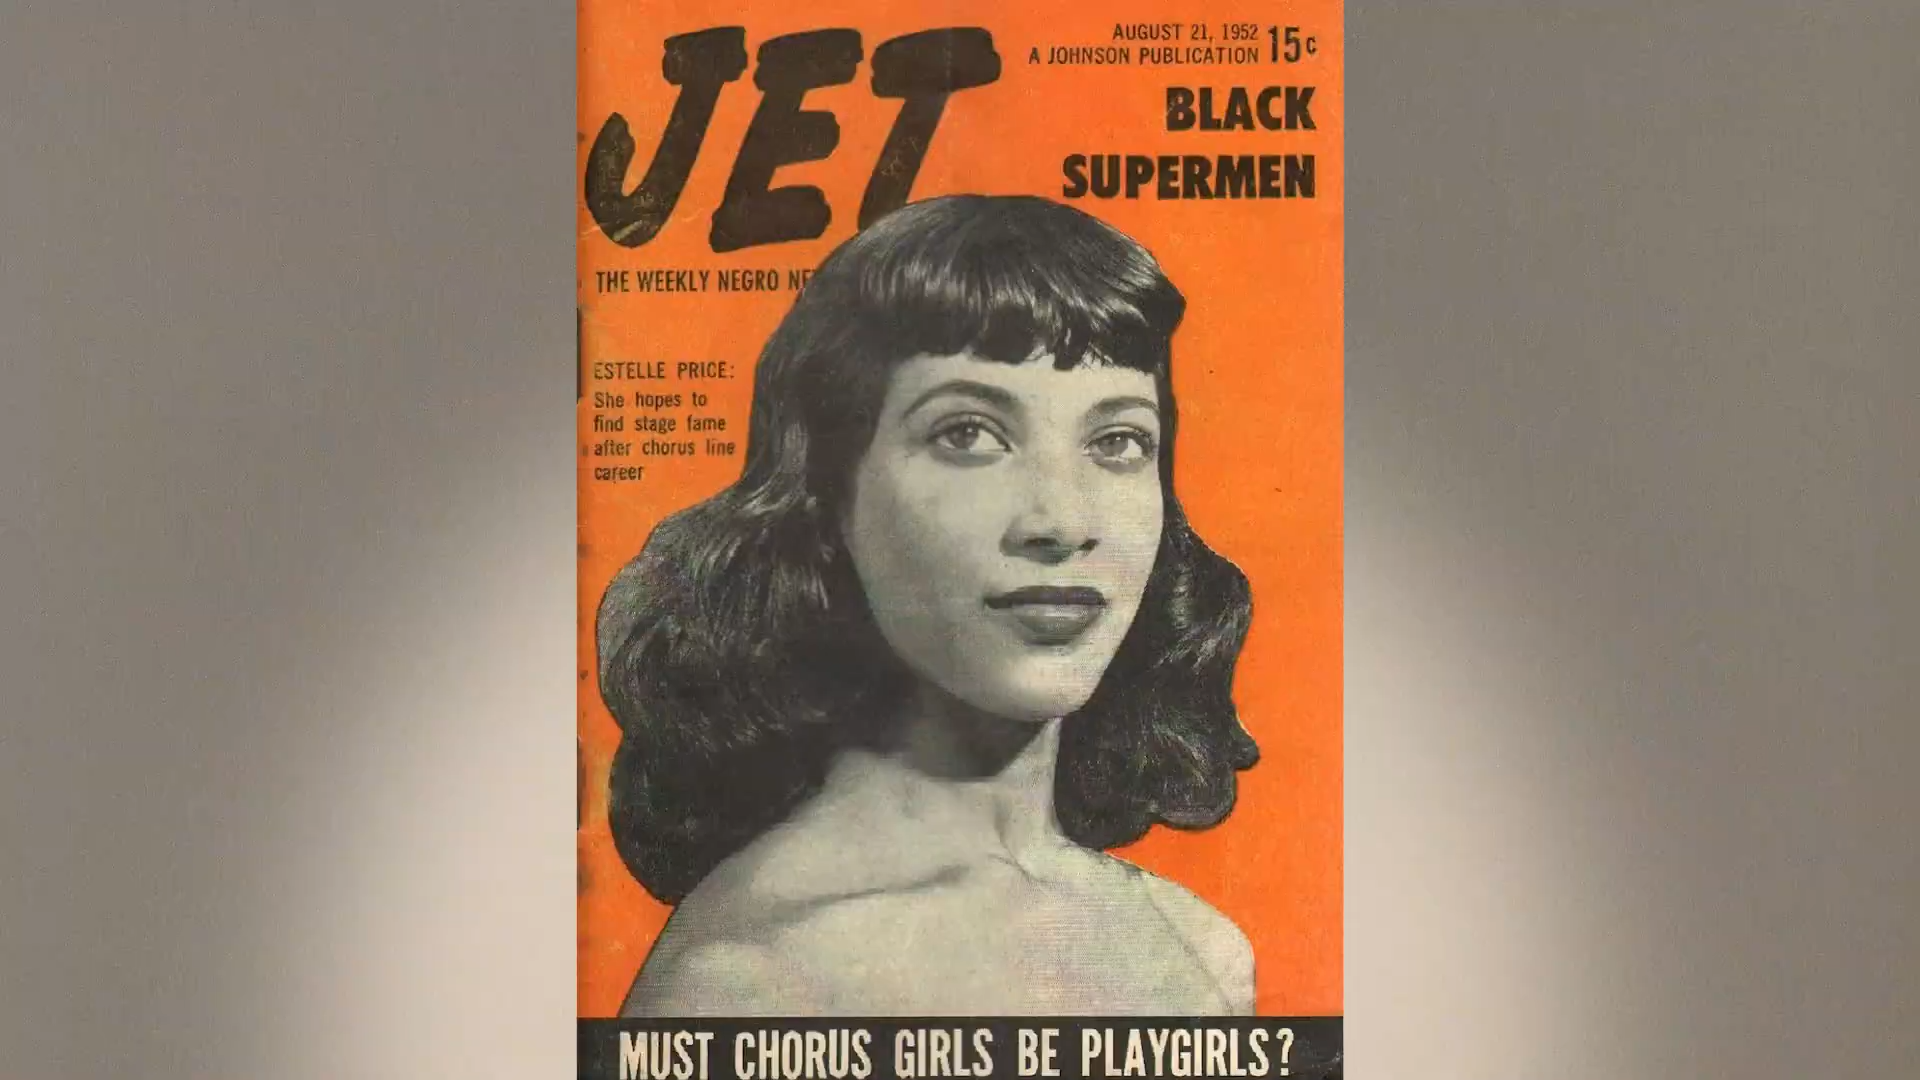 JET
AUGUST 21, 1952
A JOHNSON PUBLICATION
15c
BLACK
SUPERMEN
THE WEEKLY NEGRO
ESTELLE PRICE:
She hopes to
find stage fame
after chorus line
career
MUST CHORUS GIRLS BE PLAYGIRLS?